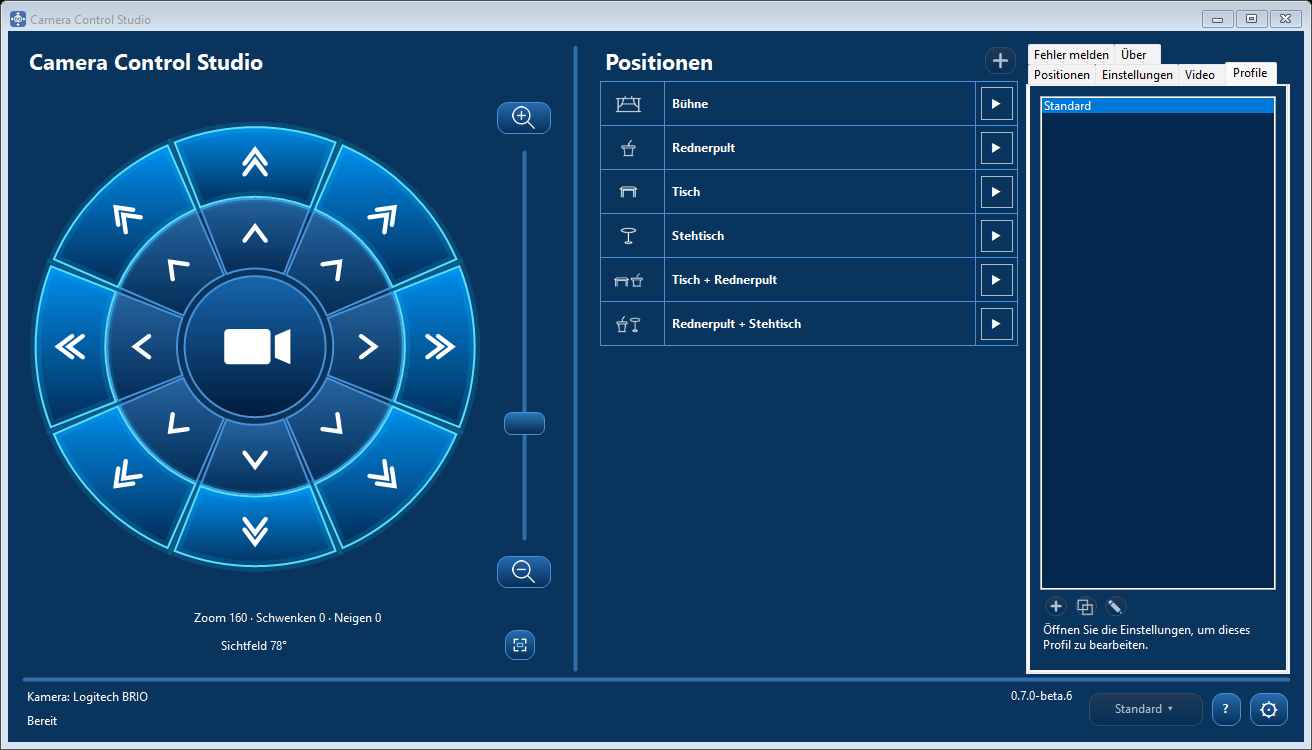 Camera Control Studio
Camera Control Studio
Zoom 160 · Schwenken 0 · Neigen 0
Sichtfeld 78°
Positionen
Bühne
Rednerpult
Tisch
Stehtisch
Tisch + Rednerpult
Rednerpult + Stehtisch
Fehler melden Über
Positionen Einstellungen Video Profile
Standard
Öffnen Sie die Einstellungen, um dieses
Profil zu bearbeiten.
Kamera: Logitech BRIO
Bereit
0.7.0-beta.6
Standard
?